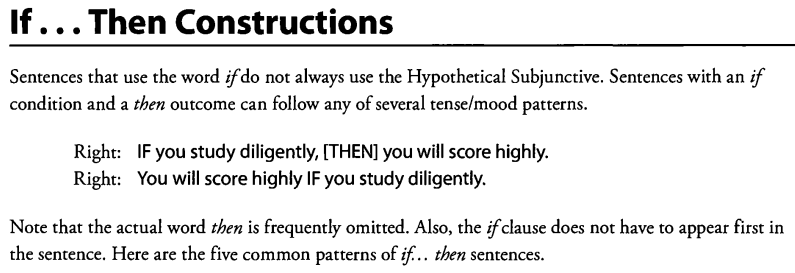 If . . . Then Constructions
Sentences that use the word if do not always use the Hypothetical Subjunctive. Sentences with an if
condition and a then outcome can follow any of several tense/mood patterns.
Right: IF you study diligently, [THEN] you will score highly.
Right: You will score highly IF you study diligently.
Note that the actual word then is frequently omitted. Also, the if clause does not have to appear first in
the sentence. Here are the five common patterns of if... then sentences.